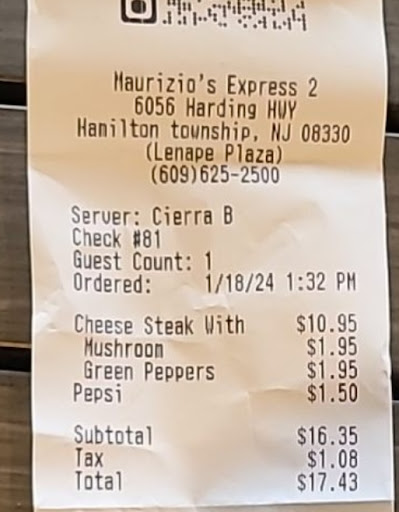 Maurizio's Express 2
6056 Harding HWY
Hamilton township, NJ 08330
(Lenape Plaza)
(609)625-2500
Server: Cierra B
Check #81
Guest Count: 1
Ordered: 1/18/24 1:32 PM
Cheese Steak With $10.95
Mushroom $1.95
Green Peppers $1.95
Pepsi $1.50
Subtotal $16.35
Tax $1.08
Total $17.43